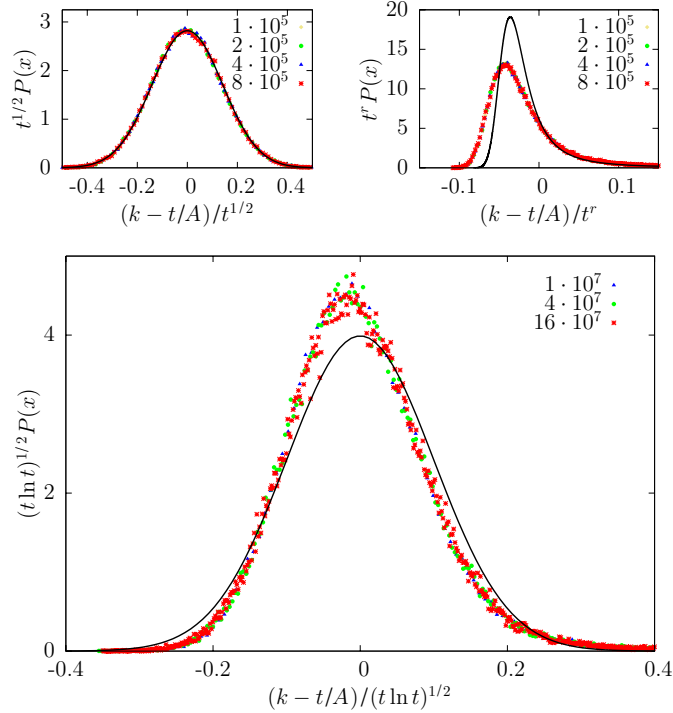 3
2
1
0
t^{1/2}P(x)
1 · 10^5
2 · 10^5
4 · 10^5
8 · 10^5
-0.4 -0.2 0 0.2 0.4
(k − t/A)/t^{1/2}
20
15
10
5
0
t^r P(x)
1 · 10^5
2 · 10^5
4 · 10^5
8 · 10^5
-0.1 0 0.1
(k − t/A)/t^r
4
2
0
(t ln t)^{1/2}P(x)
1 · 10^7
4 · 10^7
16 · 10^7
-0.4 -0.2 0 0.2 0.4
(k − t/A)/(t ln t)^{1/2}